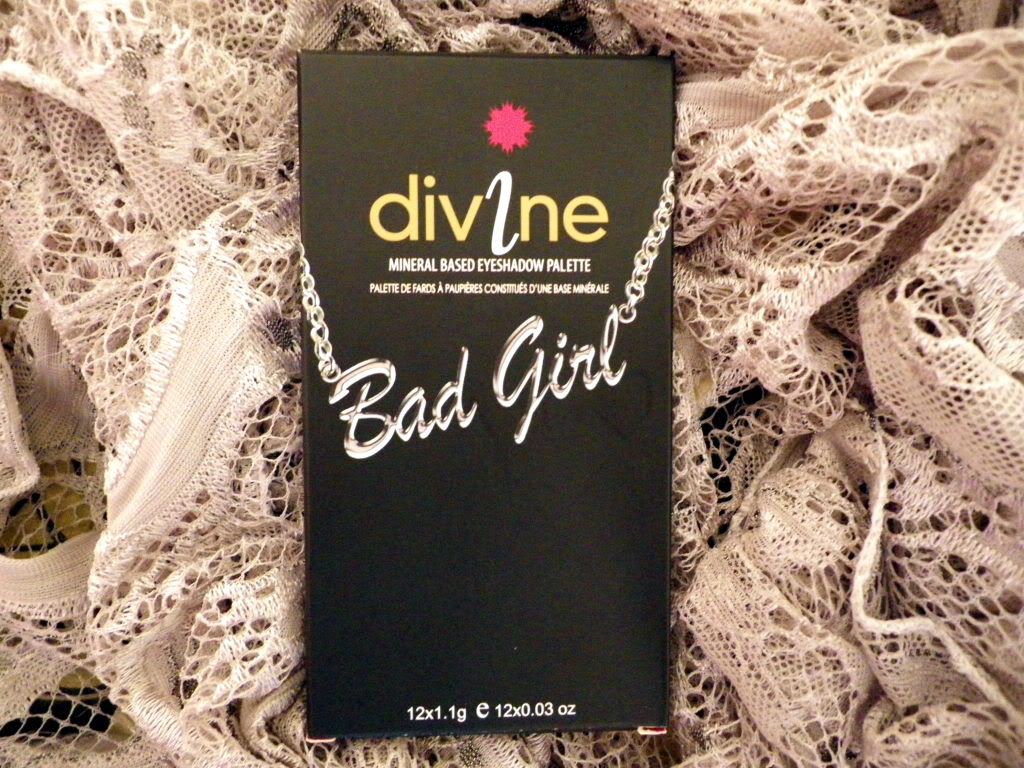 divine
MINERAL BASED EYESHADOW PALETTE
PALETTE DE FARDS À PAUPIÈRES CONSTITUÉS D'UNE BASE MINÉRALE
Bad Girl
12x1.1g e 12x0.03 oz